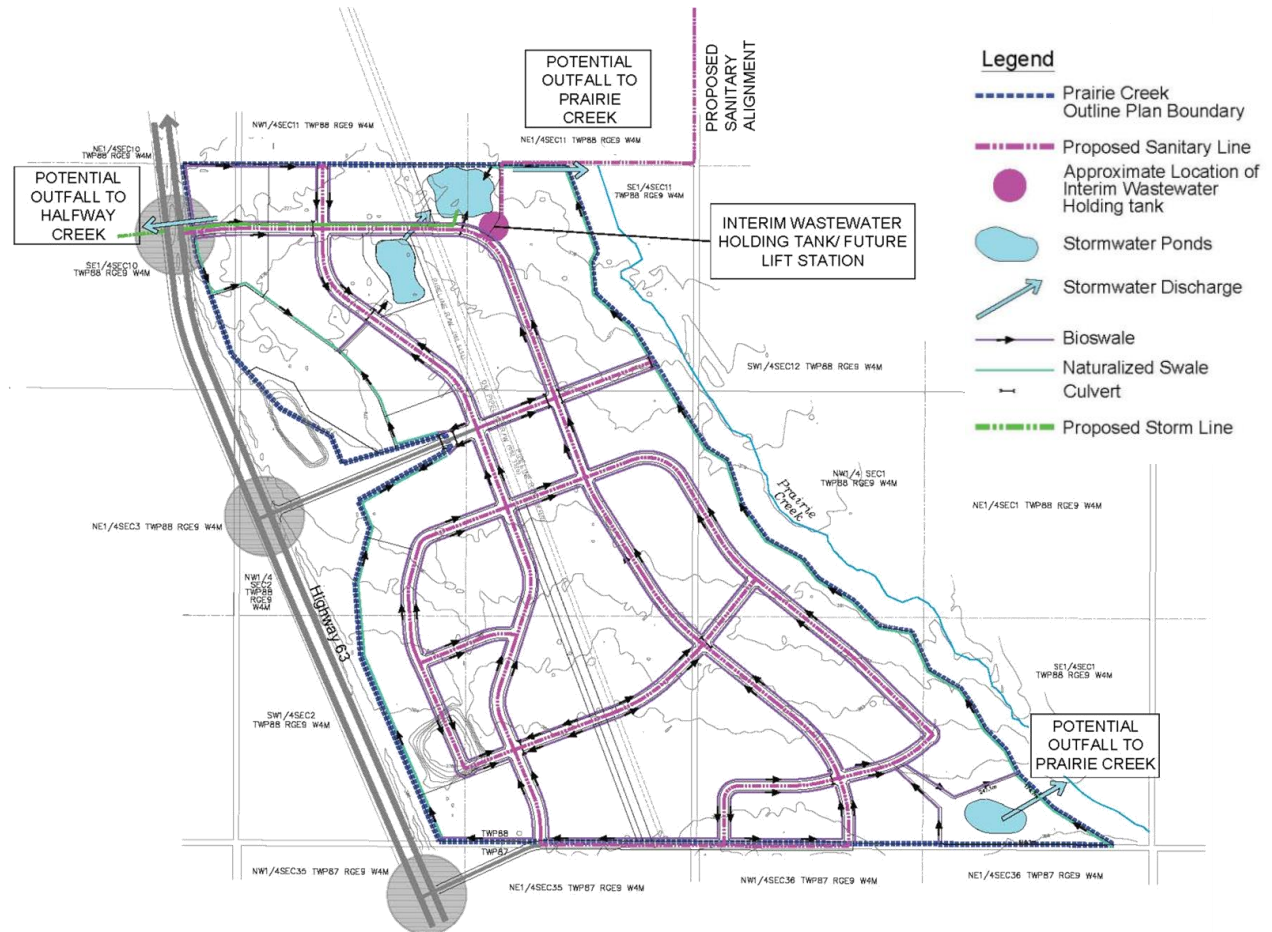 POTENTIAL
OUTFALL TO
PRAIRIE
CREEK
PROPOSED
SANITARY
ALIGNMENT
Legend
Prairie Creek
Outline Plan Boundary
Proposed Sanitary Line
Approximate Location of
Interim Wastewater
Holding tank
Stormwater Ponds
Stormwater Discharge
Bioswale
Naturalized Swale
Culvert
Proposed Storm Line
NW1/4SEC11 TWP88 RGE9 W4M
NE1/4SEC11 TWP88 RGE9 W4M
NE1/4SEC10
TWP88 RGE9 W4M
POTENTIAL
OUTFALL TO
HALFWAY
CREEK
SE1/4SEC11
TWP88 RGE9 W4M
INTERIM WASTEWATER
HOLDING TANK/ FUTURE
LIFT STATION
SE1/4SEC10
TWP88 RGE9 W4M
SW1/4SEC12 TWP88 RGE9 W4M
NW1/4 SEC1
TWP88 RGE9 W4M
Prairie
Creek
NE1/4SEC1 TWP88 RGE9 W4M
NE1/4SEC3 TWP88 RGE9 W4M
NW1/4
SEC2
TWP88
RGE9
W4M
Highway 63
SE1/4SEC1
TWP88 RGE9 W4M
SW1/4SEC2
TWP88 RGE9 W4M
POTENTIAL
OUTFALL TO
PRAIRIE CREEK
TWP88
TWP87
NW1/4SEC35 TWP87 RGE9 W4M
NE1/4SEC35 TWP87 RGE9 W4M
NW1/4SEC36 TWP87 RGE9 W4M
NE1/4SEC36 TWP87 RGE9 W4M